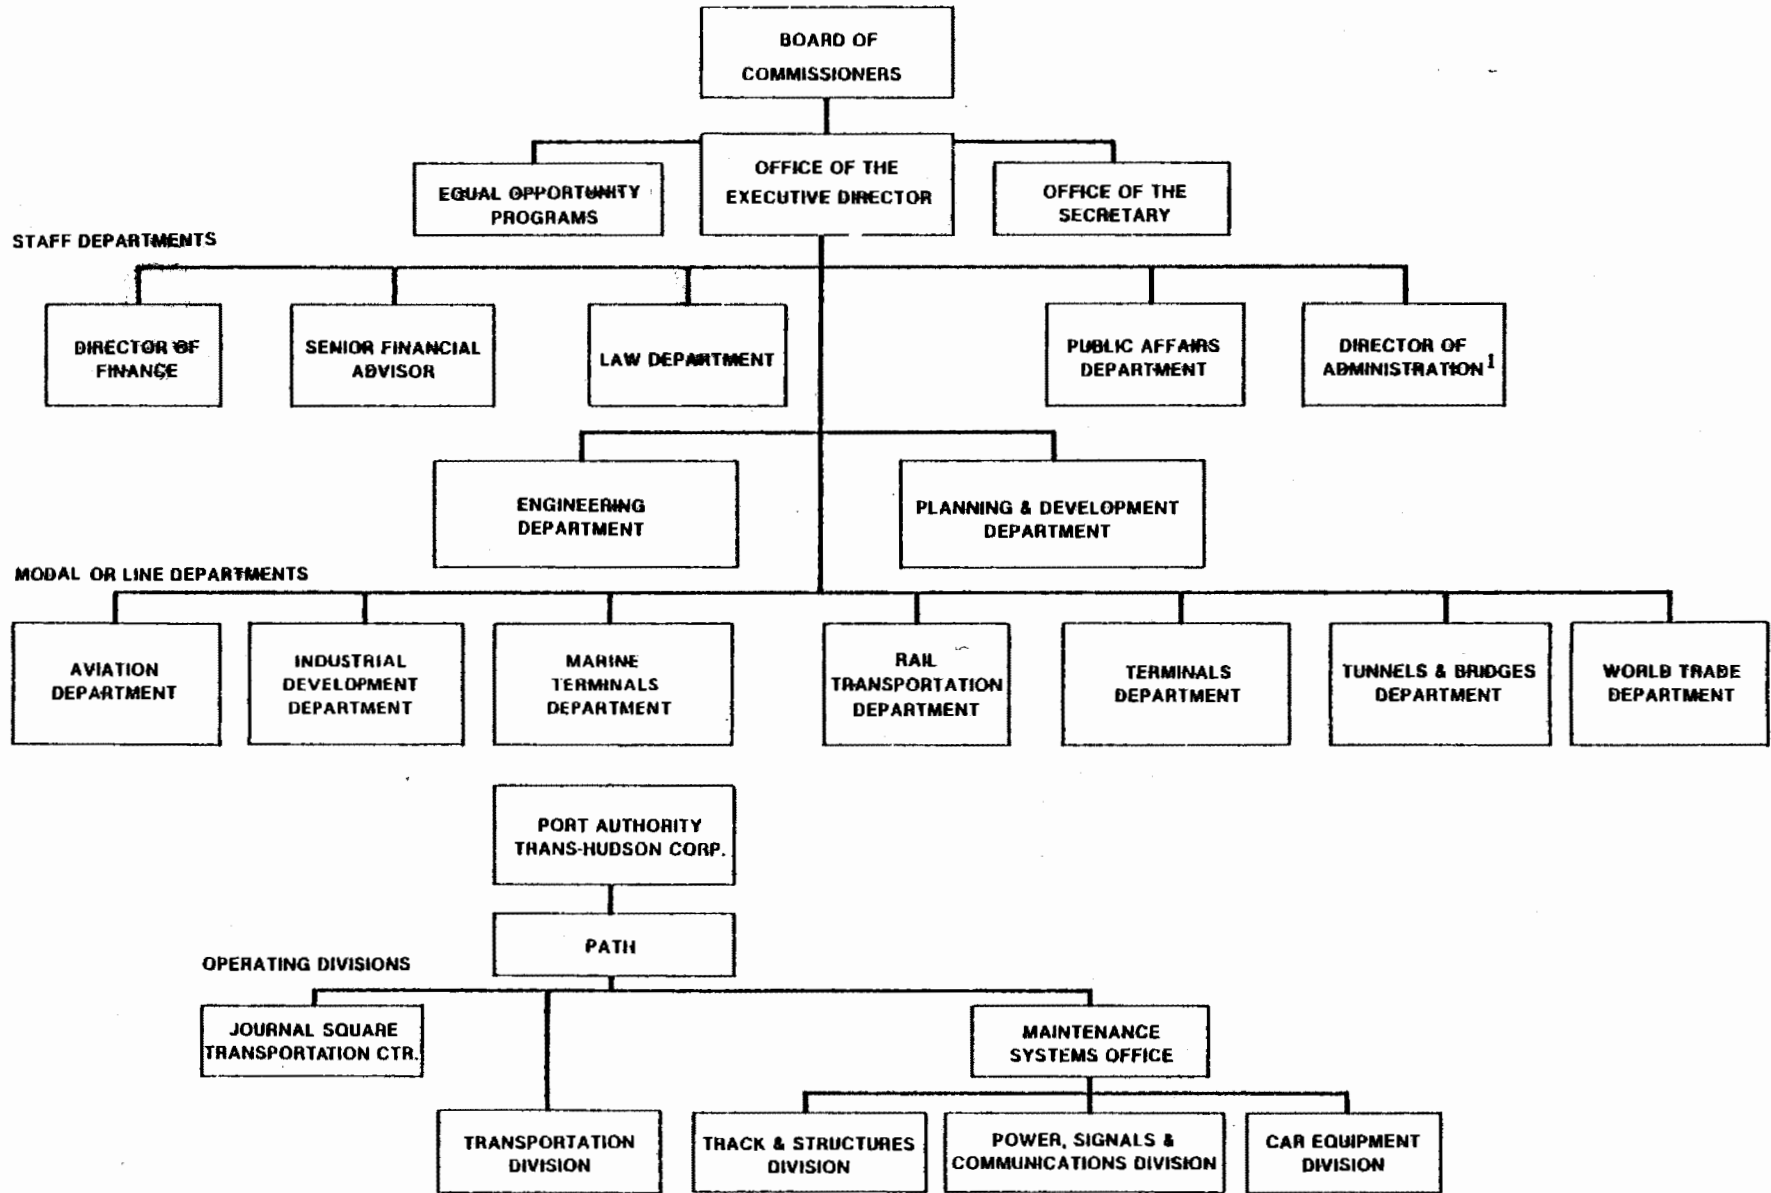 BOARD OF
COMMISSIONERS
EQUAL OPPORTUNITY
PROGRAMS
OFFICE OF THE
EXECUTIVE DIRECTOR
OFFICE OF THE
SECRETARY
STAFF DEPARTMENTS
DIRECTOR OF
FINANCE
SENIOR FINANCIAL
ADVISOR
LAW DEPARTMENT
PUBLIC AFFAIRS
DEPARTMENT
DIRECTOR OF
ADMINISTRATION 1
ENGINEERING
DEPARTMENT
PLANNING & DEVELOPMENT
DEPARTMENT
MODAL OR LINE DEPARTMENTS
AVIATION
DEPARTMENT
INDUSTRIAL
DEVELOPMENT
DEPARTMENT
MARINE
TERMINALS
DEPARTMENT
RAIL
TRANSPORTATION
DEPARTMENT
TERMINALS
DEPARTMENT
TUNNELS & BRIDGES
DEPARTMENT
WORLD TRADE
DEPARTMENT
PORT AUTHORITY
TRANS-HUDSON CORP.
PATH
OPERATING DIVISIONS
JOURNAL SQUARE
TRANSPORTATION CTR.
MAINTENANCE
SYSTEMS OFFICE
TRANSPORTATION
DIVISION
TRACK & STRUCTURES
DIVISION
POWER, SIGNALS &
COMMUNICATIONS DIVISION
CAR EQUIPMENT
DIVISION